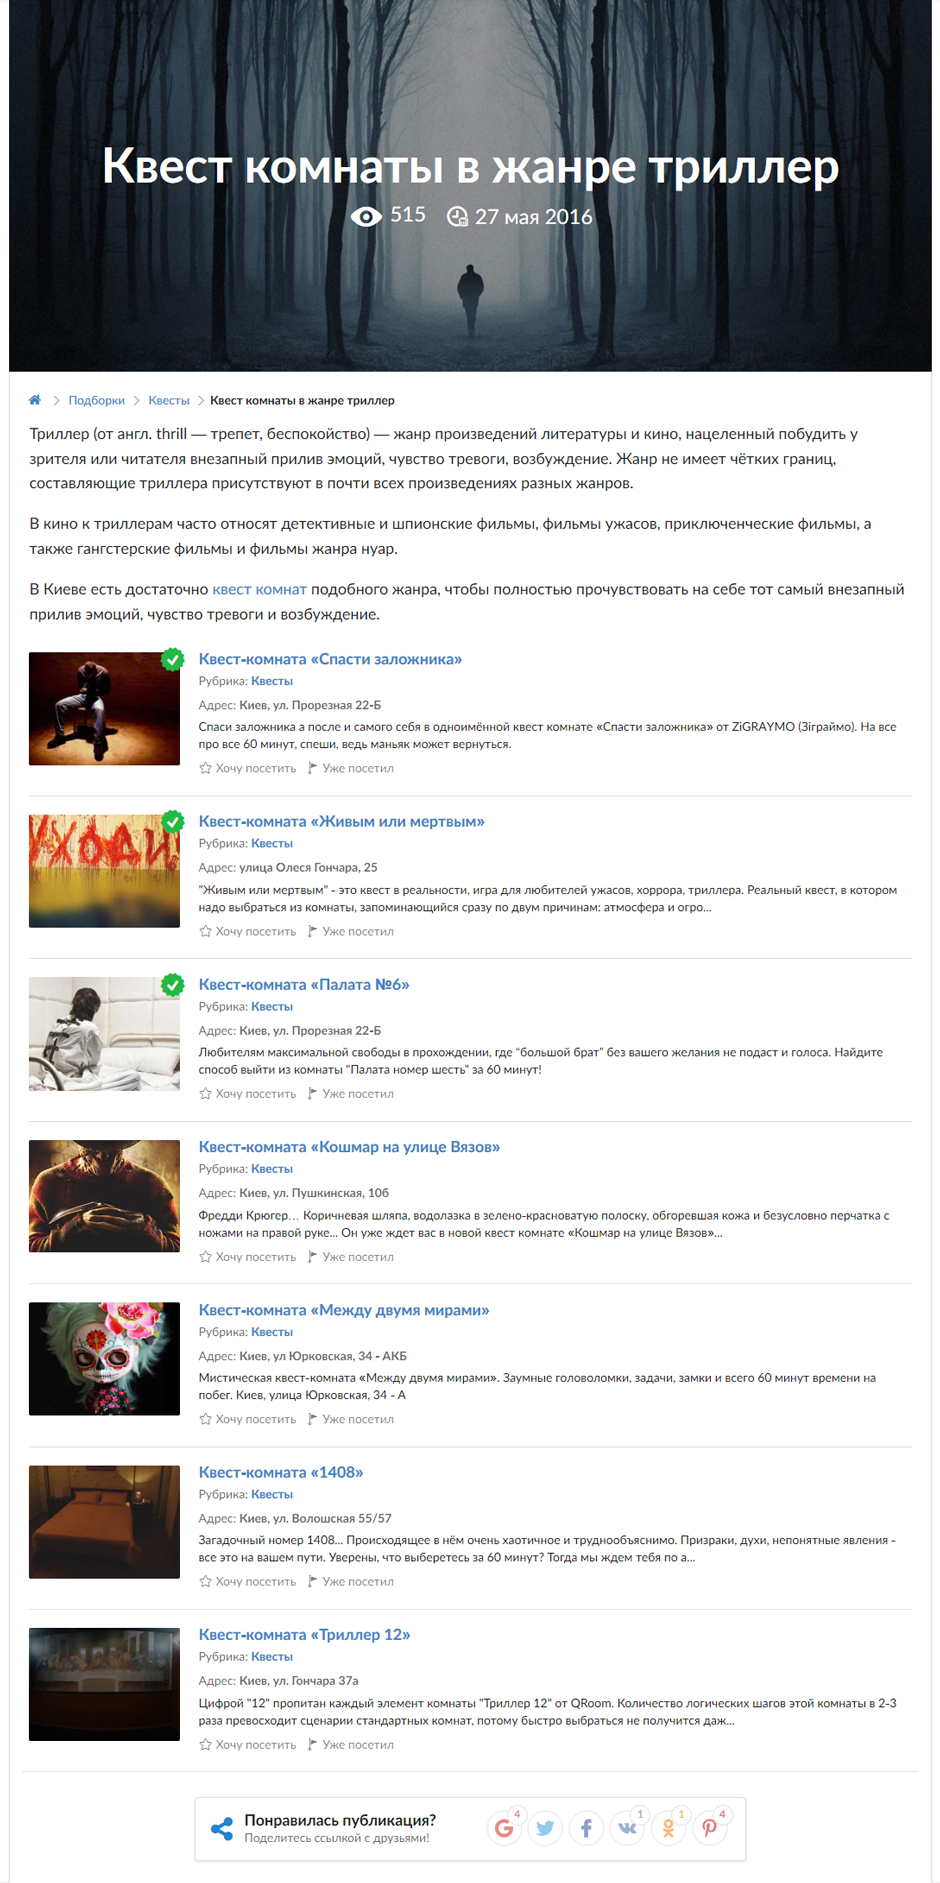 Квест комнаты в жанре триллер
515 27 мая 2016
Подборки Квесты Квест комнаты в жанре триллер
Триллер (от англ. thrill — трепет, беспокойство) — жанр произведений литературы и кино, нацеленный побудить у
зрителя или читателя внезапный прилив эмоций, чувство тревоги, возбуждение. Жанр не имеет чётких границ,
составляющие триллера присутствуют в почти всех произведениях разных жанров.
В кино к триллерам часто относят детективные и шпионские фильмы, фильмы ужасов, приключенческие фильмы, а
также гангстерские фильмы и фильмы жанра нуар.
В Киеве есть достаточно квест комнат подобного жанра, чтобы полностью прочувствовать на себе тот самый внезапный
прилив эмоций, чувство тревоги и возбуждение.
Квест-комната «Спасти заложника»
Рубрика: Квесты
Адрес: Киев, ул. Прорезная 22-Б
Спаси заложника а после и самого себя в одноимённой квест комнате «Спасти заложника» от ZiGRAYMO (Зіграймо). На все
про все 60 минут, спеши, ведь маньяк может вернуться.
Хочу посетить Уже посетил
УХОДИ
Квест-комната «Живым или мертвым»
Рубрика: Квесты
Адрес: улица Олеся Гончара, 25
"Живым или мертвым" - это квест в реальности, игра для любителей ужасов, хоррора, триллера. Реальный квест, в котором
надо выбраться из комнаты, запоминающийся сразу по двум причинам: атмосфера и огро...
Хочу посетить Уже посетил
Квест-комната «Палата №6»
Рубрика: Квесты
Адрес: Киев, ул. Прорезная 22-Б
Любителям максимальной свободы в прохождении, где “большой брат” без вашего желания не подаст и голоса. Найдите
способ выйти из комнаты "Палата номер шесть" за 60 минут!
Хочу посетить Уже посетил
Квест-комната «Кошмар на улице Вязов»
Рубрика: Квесты
Адрес: Киев, ул. Пушкинская, 10б
Фредди Крюгер… Коричневая шляпа, водолазка в зелено-красноватую полоску, обгоревшая кожа и безусловно перчатка с
ножами на правой руке... Он уже ждет вас в новой квест комнате «Кошмар на улице Вязов»...
Хочу посетить Уже посетил
Квест-комната «Между двумя мирами»
Рубрика: Квесты
Адрес: Киев, ул Юрковская, 34 - АКБ
Мистическая квест-комната «Между двумя мирами». Заумные головоломки, задачи, замки и всего 60 минут времени на
побег. Киев, улица Юрковская, 34 - А
Хочу посетить Уже посетил
Квест-комната «1408»
Рубрика: Квесты
Адрес: Киев, ул. Волошская 55/57
Загадочный номер 1408... Происходящее в нём очень хаотичное и труднообъяснимо. Призраки, духи, непонятные явления -
все это на вашем пути. Уверены, что выберетесь за 60 минут? Тогда мы ждем тебя по а...
Хочу посетить Уже посетил
Квест-комната «Триллер 12»
Рубрика: Квесты
Адрес: Киев, ул. Гончара 37а
Цифрой "12" пропитан каждый элемент комнаты "Триллер 12" от QRoom. Количество логических шагов этой комнаты в 2-3
раза превосходит сценарии стандартных комнат, потому быстро выбраться не получится даж...
Хочу посетить Уже посетил
Понравилась публикация?
Поделитесь ссылкой с друзьями!
4 1 1 4